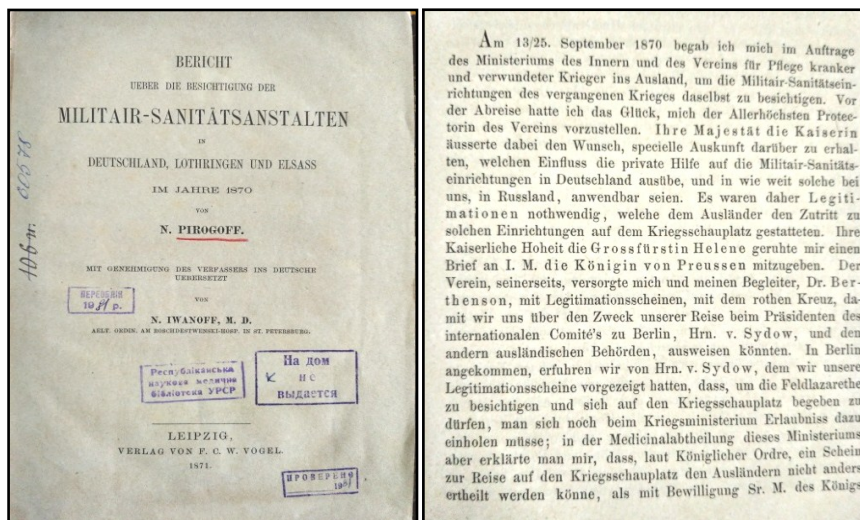 BERICHT
UEBER DIE BESICHTIGUNG DER
MILITAIR-SANITÄTSANSTALTEN
IN
DEUTSCHLAND, LOTHRINGEN UND ELSASS
IM JAHRE 1870
VON
N. PIROGOFF.
MIT GENEHMIGUNG DES VERFASSERS INS DEUTSCHE
UEBERSETZT
VON
N. IWANOFF, M. D.
AELT. ORDIN. AM ROSCHDESTWENSKI-HOSP. IN ST. PETERSBURG.
Республіканська
наукова медична
бібліотека УРСР
На дом
не
выдается
LEIPZIG,
VERLAG VON F. C. W. VOGEL.
1871.
ПРОВЕРЕНО
Am 13/25. September 1870 begab ich mich im Auftrage
des Ministeriums des Innern und des Vereins für Pflege kranker
und verwundeter Krieger ins Ausland, um die Militair-Sanitätsein-
richtungen des vergangenen Krieges daselbst zu besichtigen. Vor
der Abreise hatte ich das Glück, mich der Allerhöchsten Protec-
torin des Vereins vorzustellen. Ihre Majestät die Kaiserin
äusserte dabei den Wunsch, specielle Auskunft darüber zu erhal-
ten, welchen Einfluss die private Hilfe auf die Militair-Sanitäts-
einrichtungen in Deutschland ausübe, und in wie weit solche bei
uns, in Russland, anwendbar seien. Es waren daher Legiti-
mationen nothwendig, welche dem Ausländer den Zutritt zu
solchen Einrichtungen auf dem Kriegsschauplatz gestatteten. Ihre
Kaiserliche Hoheit die Grossfürstin Helene geruhte mir einen
Brief an I. M. die Königin von Preussen mitzugeben. Der
Verein, seinerseits, versorgte mich und meinen Begleiter, Dr. Ber-
thenson, mit Legitimationsscheinen, mit dem rothen Kreuz, da-
mit wir uns über den Zweck unserer Reise beim Präsidenten des
internationalen Comité's zu Berlin, Hrn. v. Sydow, und den
andern ausländischen Behörden, ausweisen könnten. In Berlin
angekommen, erfuhren wir von Hrn. v. Sydow, dem wir unsere
Legitimationsscheine vorgezeigt hatten, dass, um die Feldlazarethe
zu besichtigen und sich auf den Kriegsschauplatz begeben zu
dürfen, man sich noch beim Kriegsministerium Erlaubniss dazu
einholen müsse; in der Medicinalabtheilung dieses Ministeriums
aber erklärte man mir, dass, laut Königlicher Ordre, ein Schein
zur Reise auf den Kriegsschauplatz den Ausländern nicht anders
ertheilt werden könne, als mit Bewilligung Sr. M. des Königs